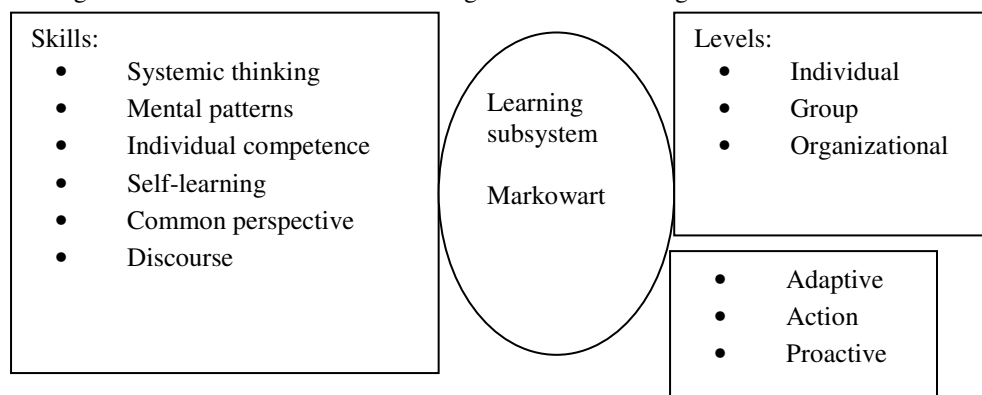 Skills:
• Systemic thinking
• Mental patterns
• Individual competence
• Self-learning
• Common perspective
• Discourse
Learning
subsystem
Markowart
Levels:
• Individual
• Group
• Organizational
• Adaptive
• Action
• Proactive